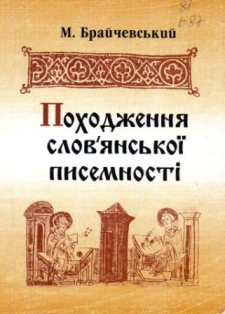 М. Брайчевський
Походження
слов'янської
писемності